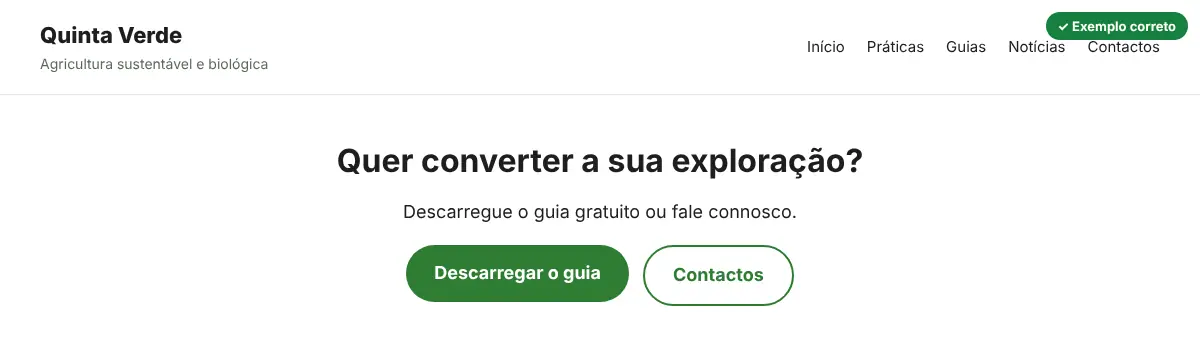 Quinta Verde
Agricultura sustentável e biológica
✓ Exemplo correto
Início Práticas Guias Notícias Contactos
Quer converter a sua exploração?
Descarregue o guia gratuito ou fale connosco.
Descarregar o guia Contactos